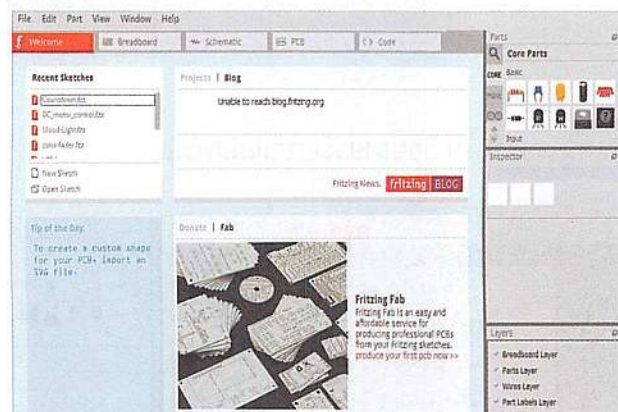 File Edit Part View Window Help
f Welcome
Breadboard
Schematic
PCB
Code
Recent Sketches
Countdown.fzz
DC_motor_control.fzz
Mood-Light.fzz
New Sketch
Open Sketch
Projects | Blog
Unable to reach blog.fritzing.org
Fritzing News. fritzing BLOG
Tip of the Day:
To create a custom shape
for your PCB, import an
SVG file.
Donate | Fab
Fritzing Fab
Fritzing Fab is an easy and
affordable service for
producing professional PCBs
from your Fritzing sketches.
produce your first pcb now >>
Parts
Core Parts
CORE
Basic
MINE
Input
Inspector
Layers
Breadboard Layer
Parts Layer
Wires Layer
Part Labels Layer